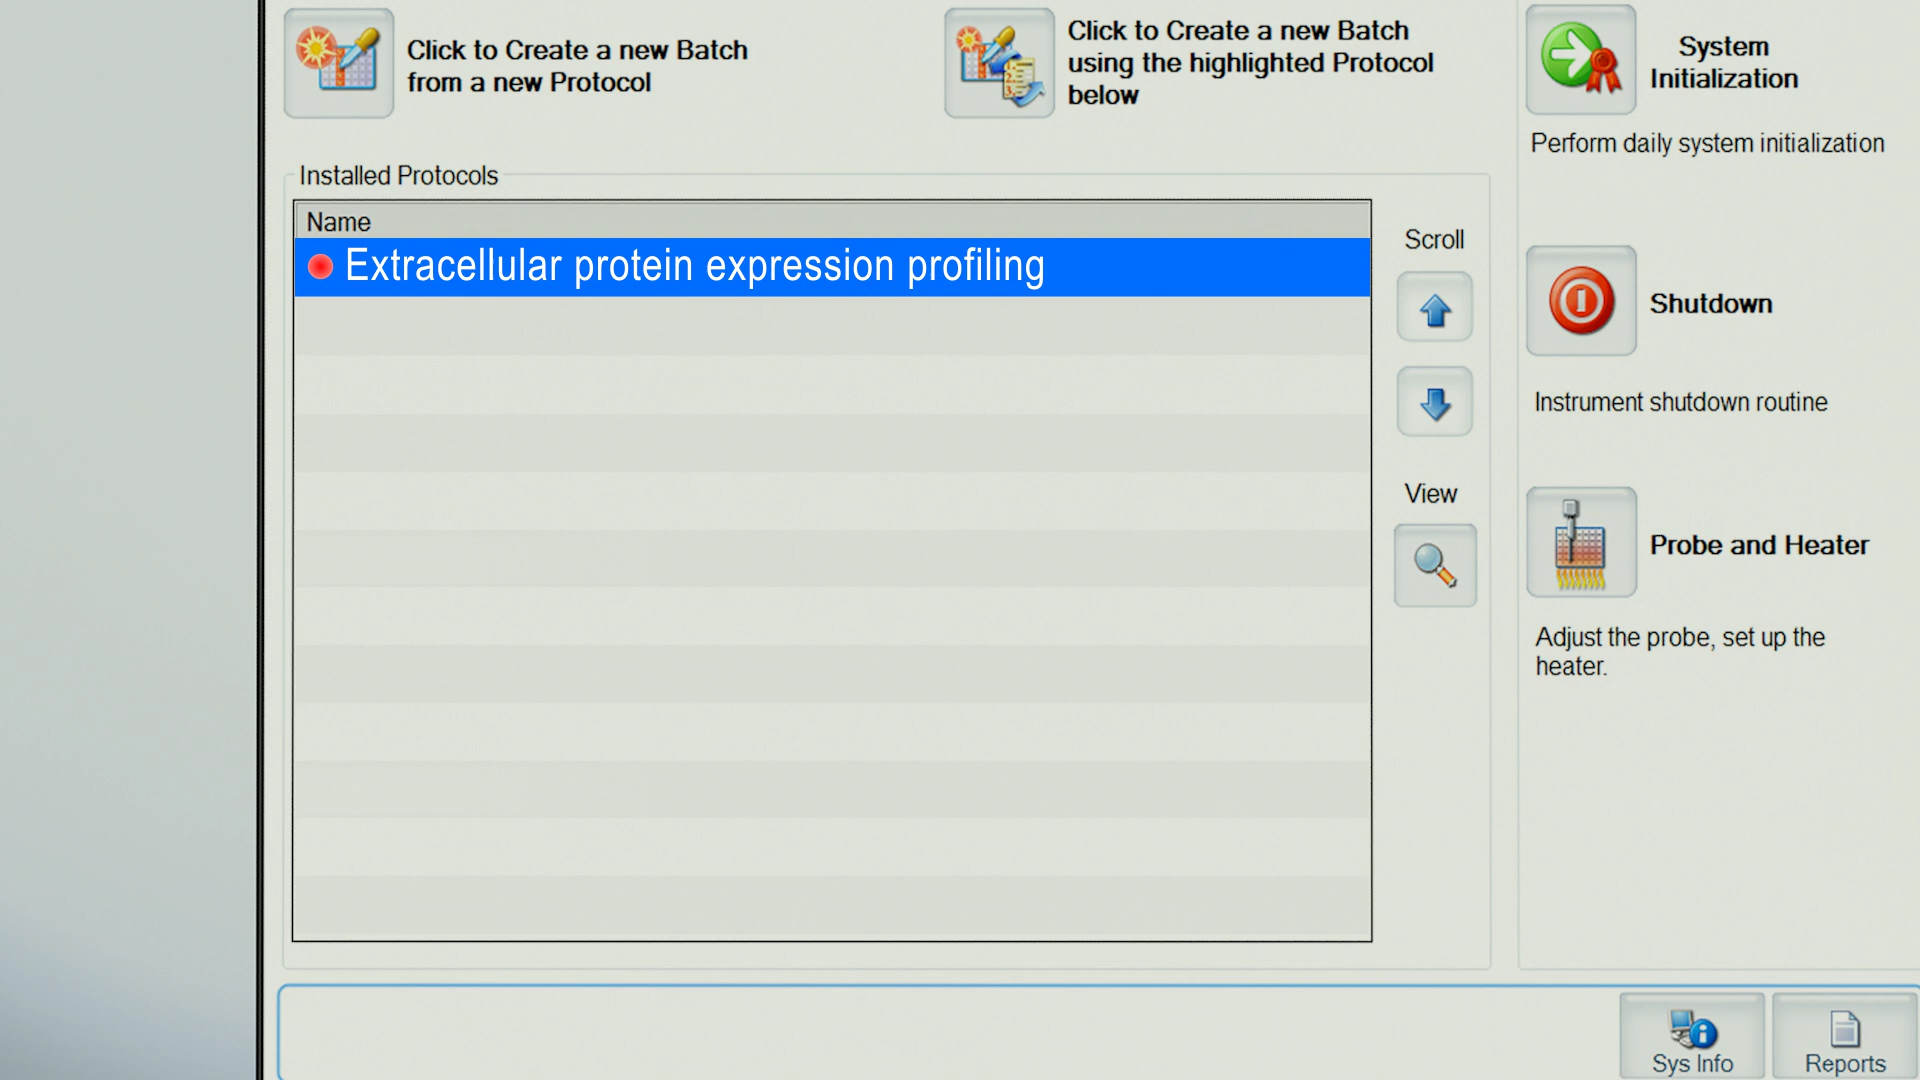 Click to Create a new Batch
from a new Protocol
Click to Create a new Batch
using the highlighted Protocol
below
System
Initialization
Perform daily system initialization
Installed Protocols
Name
Extracellular protein expression profiling
Scroll
View
Shutdown
Instrument shutdown routine
Probe and Heater
Adjust the probe, set up the
heater.
Sys Info
Reports